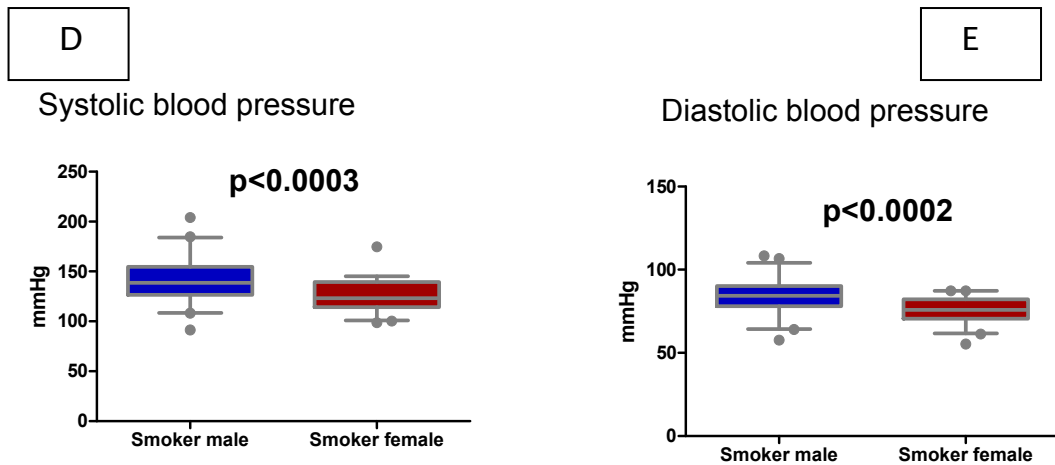 D
Systolic blood pressure
p<0.0003
250
200
150
100
50
0
mmHg
Smoker male Smoker female
E
Diastolic blood pressure
p<0.0002
150
100
50
0
mmHg
Smoker male Smoker female